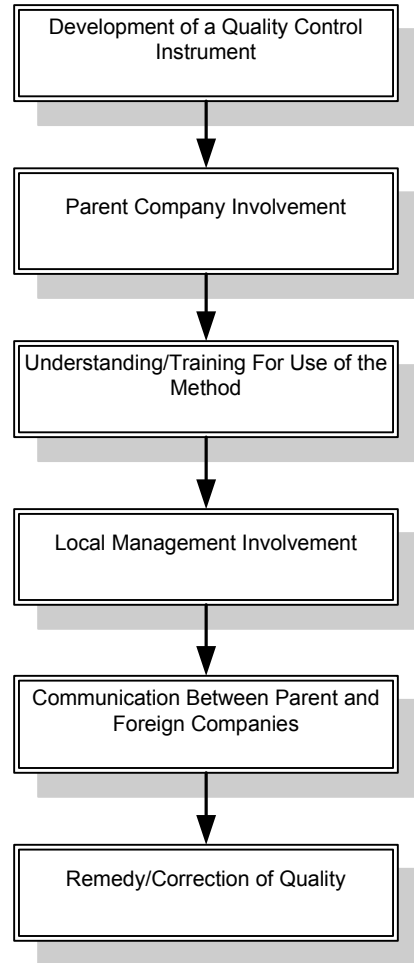 Development of a Quality Control
Instrument
Parent Company Involvement
Understanding/Training For Use of the
Method
Local Management Involvement
Communication Between Parent and
Foreign Companies
Remedy/Correction of Quality